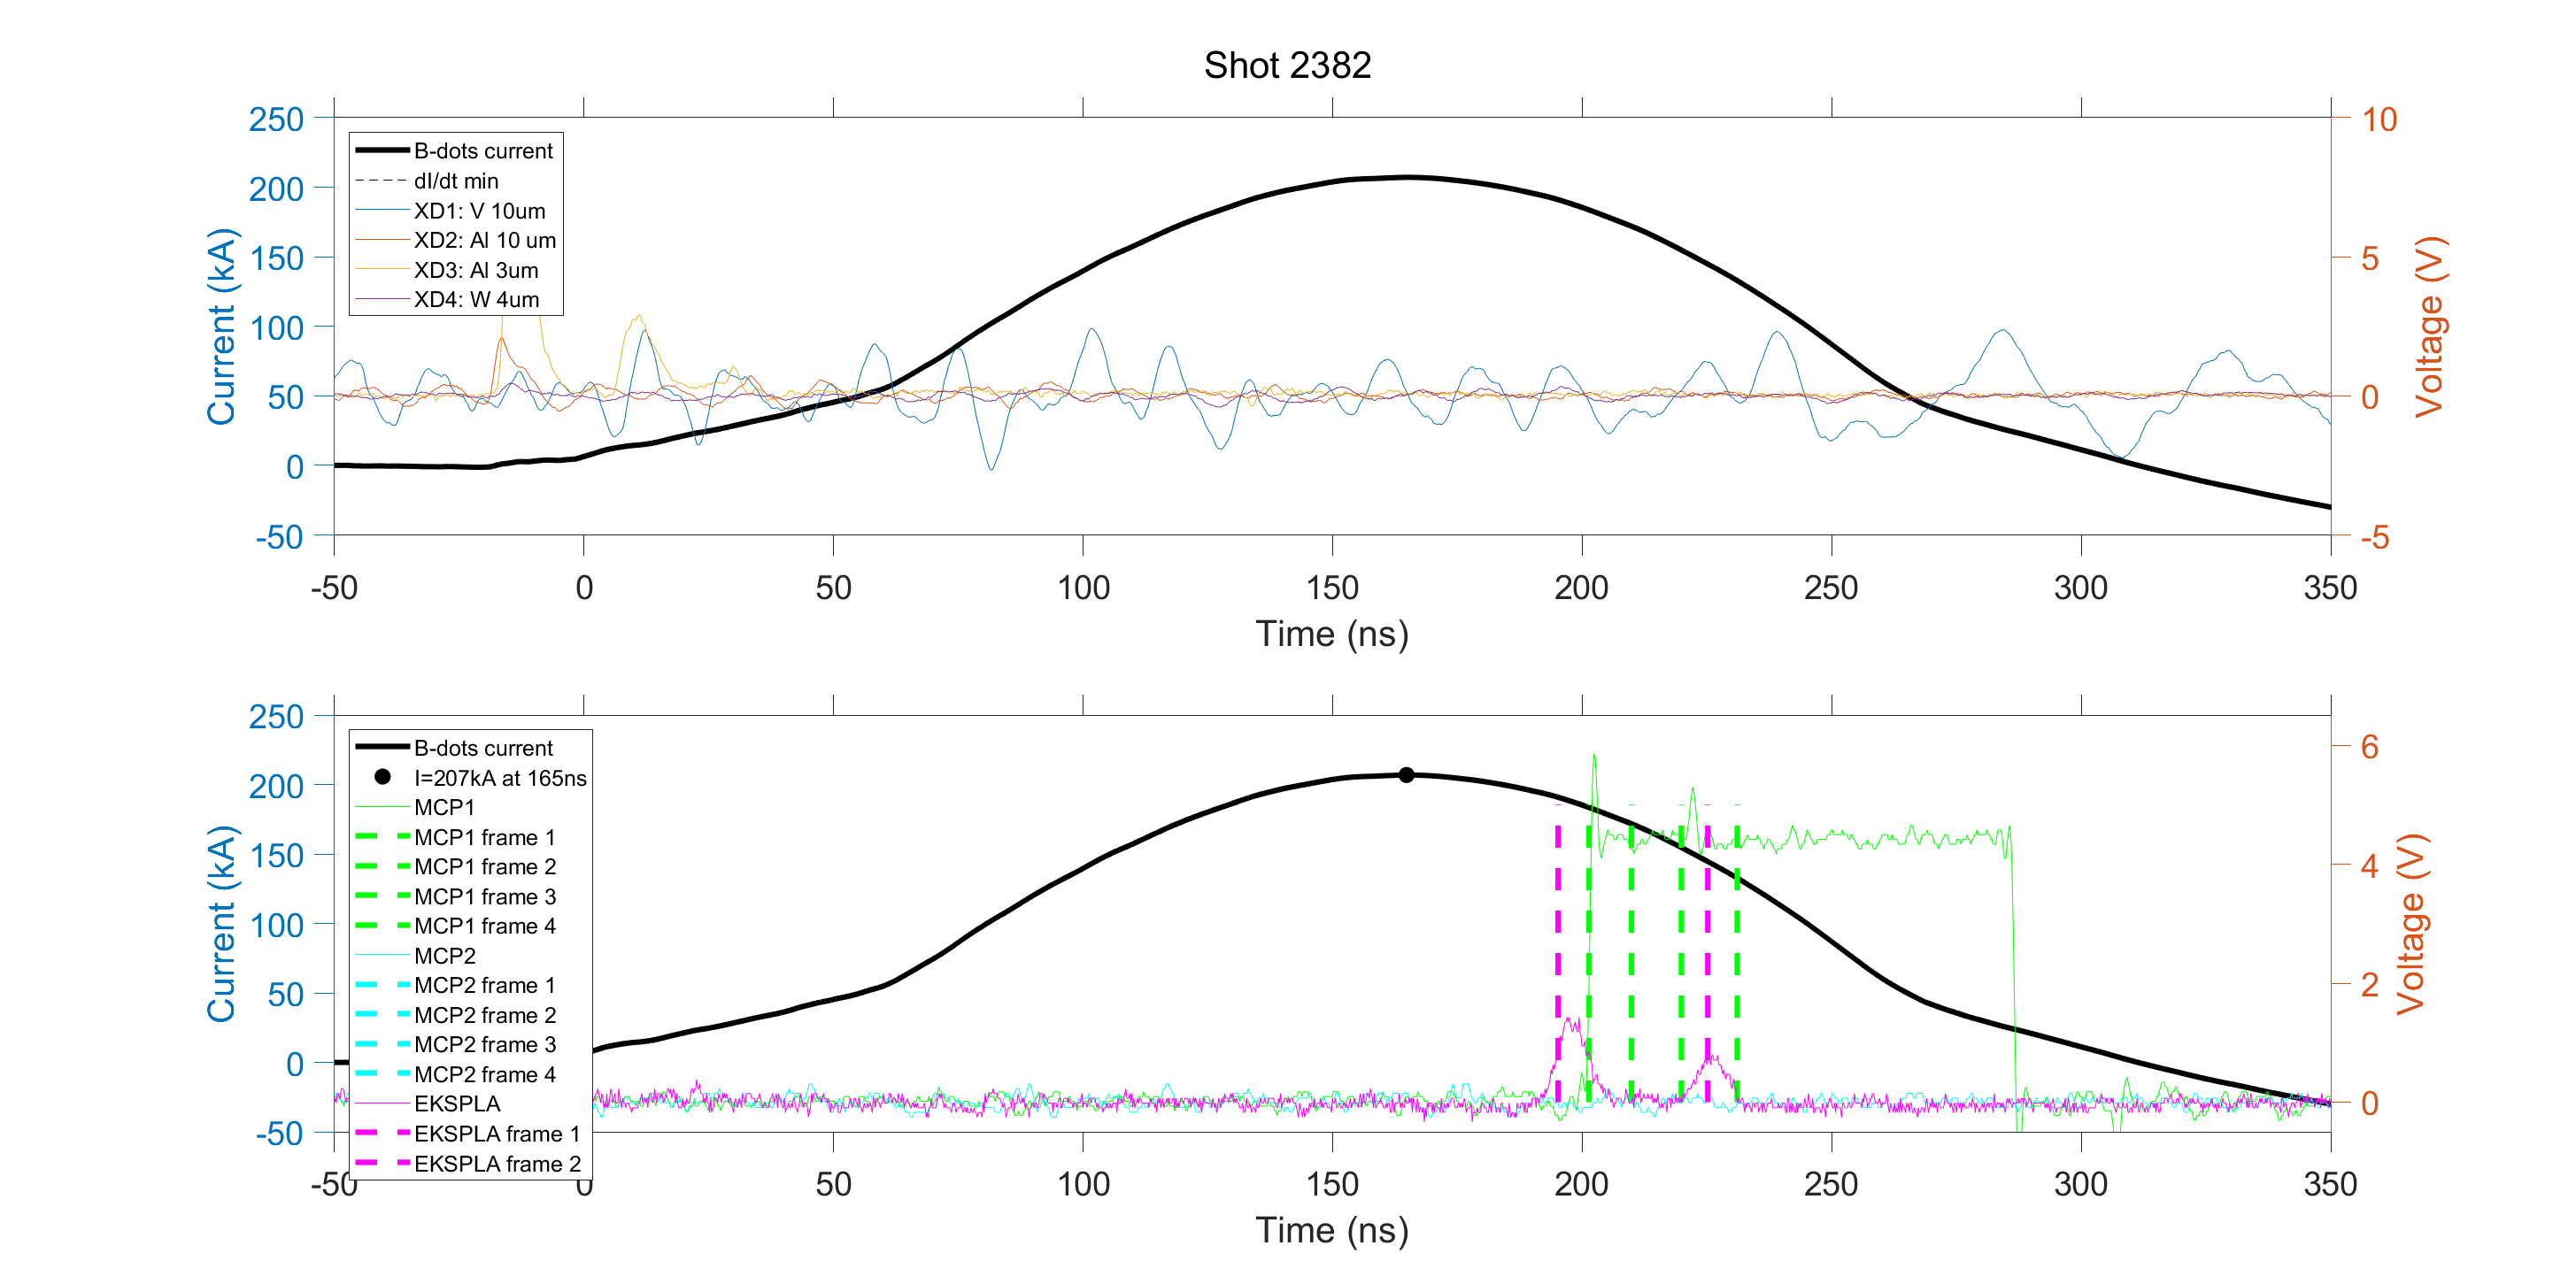 Shot 2382
250
200
150
100
50
0
-50
Current (kA)
B-dots current
dI/dt min
XD1: V 10um
XD2: Al 10 um
XD3: Al 3um
XD4: W 4um
10
5
0
-5
Voltage (V)
-50 0 50 100 150 200 250 300 350
Time (ns)
250
200
150
100
50
0
-50
Current (kA)
B-dots current
I=207kA at 165ns
MCP1
MCP1 frame 1
MCP1 frame 2
MCP1 frame 3
MCP1 frame 4
MCP2
MCP2 frame 1
MCP2 frame 2
MCP2 frame 3
MCP2 frame 4
EKSPLA
EKSPLA frame 1
EKSPLA frame 2
6
4
2
0
Voltage (V)
-50 0 50 100 150 200 250 300 350
Time (ns)